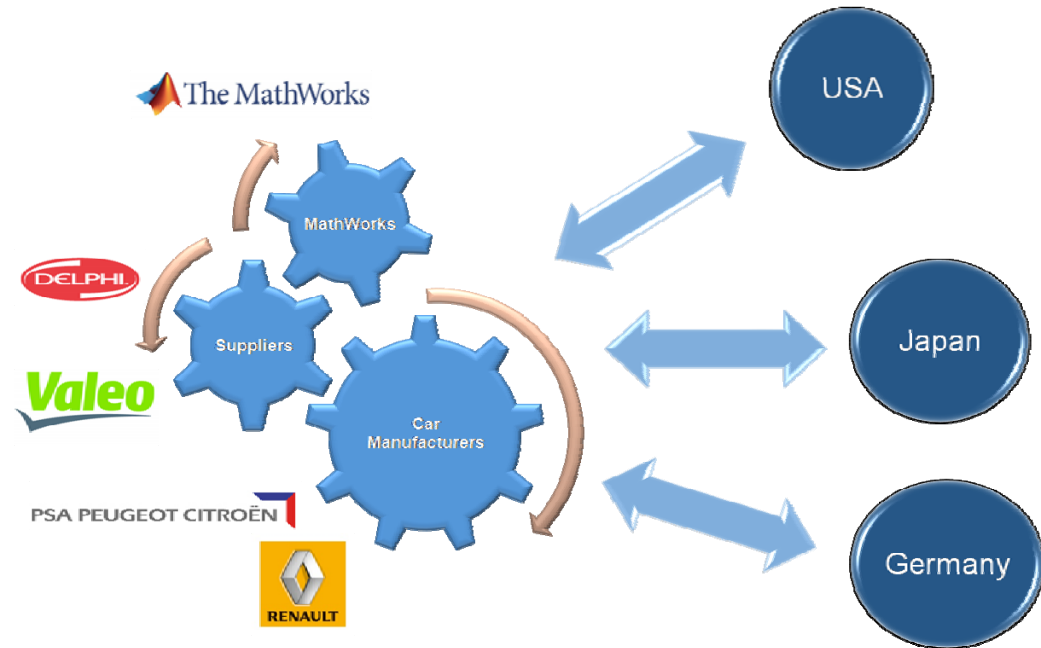 The MathWorks
USA
MathWorks
DELPHI
Suppliers
Japan
Valeo
Car
Manufacturers
PSA PEUGEOT CITROËN
Germany
RENAULT